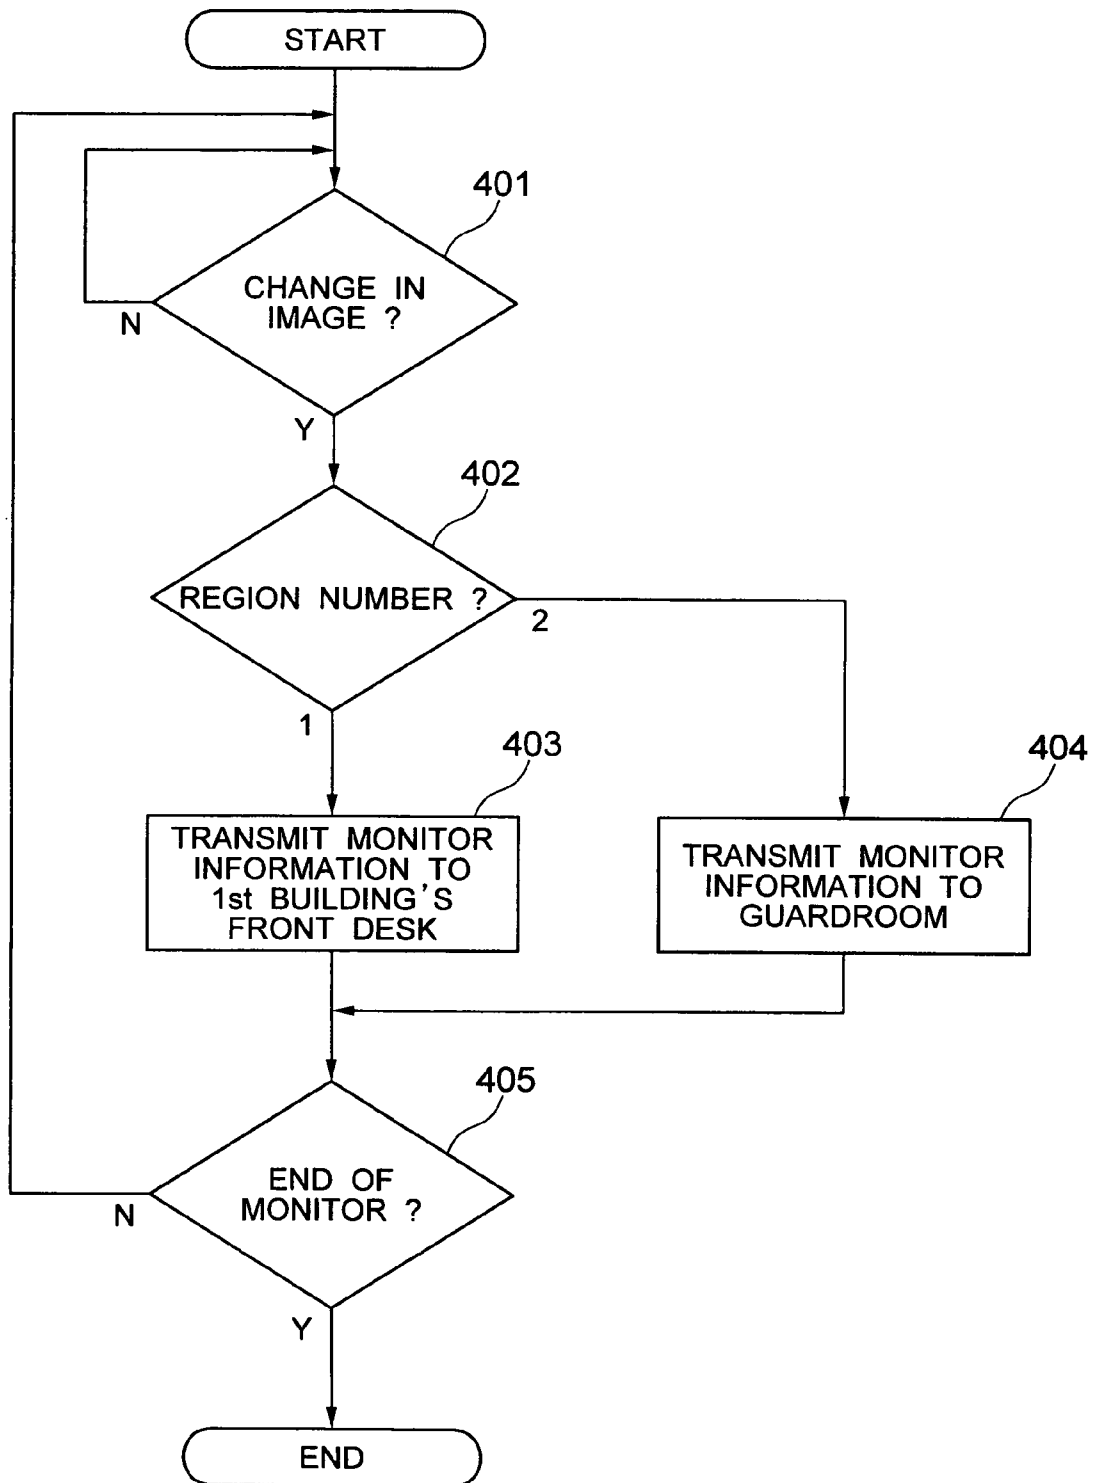 START
401
CHANGE IN
IMAGE ?
N
Y
402
REGION NUMBER ?
2
1
403
404
TRANSMIT MONITOR
INFORMATION TO
1st BUILDING'S
FRONT DESK
TRANSMIT MONITOR
INFORMATION TO
GUARDROOM
405
END OF
MONITOR ?
N
Y
END